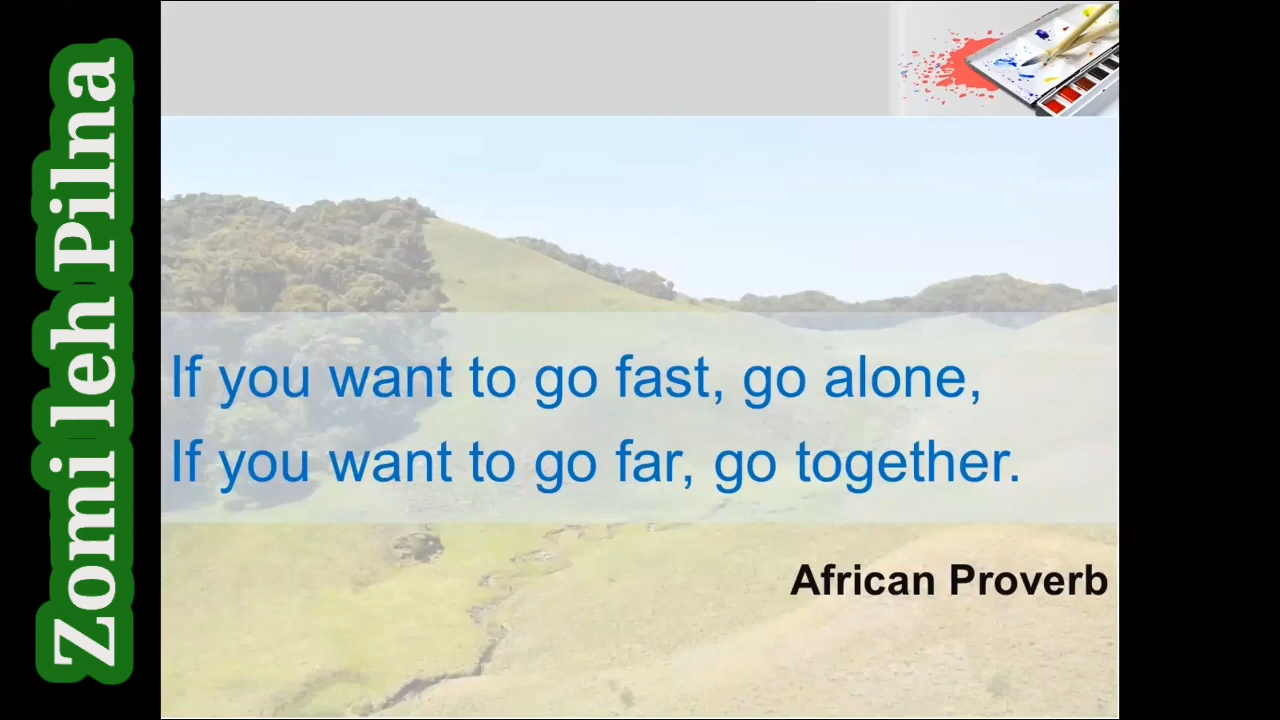 Zomi leh Pilna
If you want to go fast, go alone,
If you want to go far, go together.
African Proverb